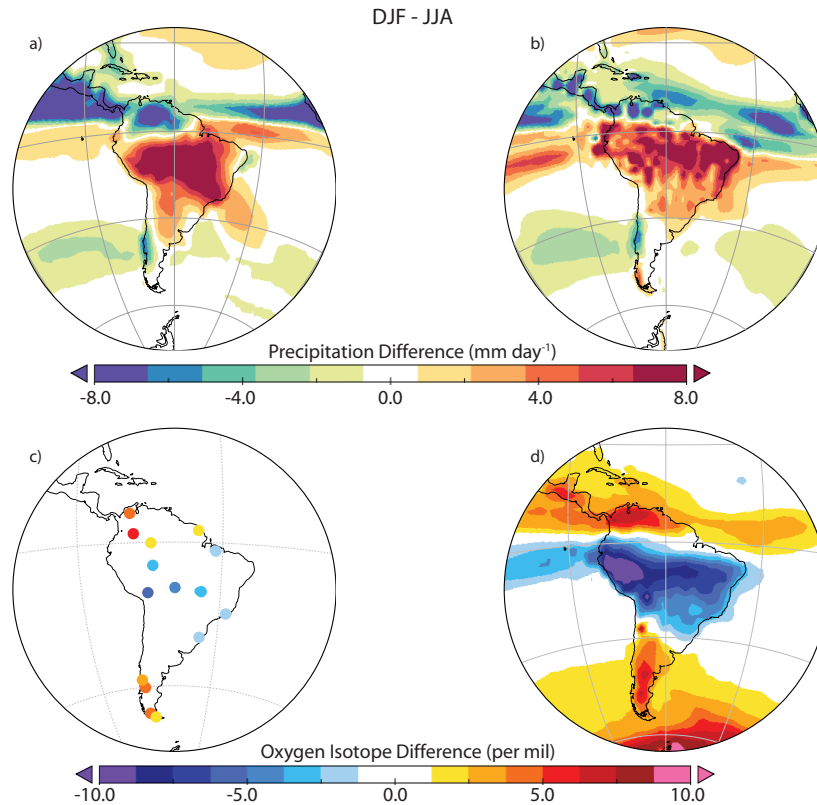 DJF - JJA
a)
b)
Precipitation Difference (mm day⁻¹)
-8.0 -4.0 0.0 4.0 8.0
c)
d)
Oxygen Isotope Difference (per mil)
-10.0 -5.0 0.0 5.0 10.0